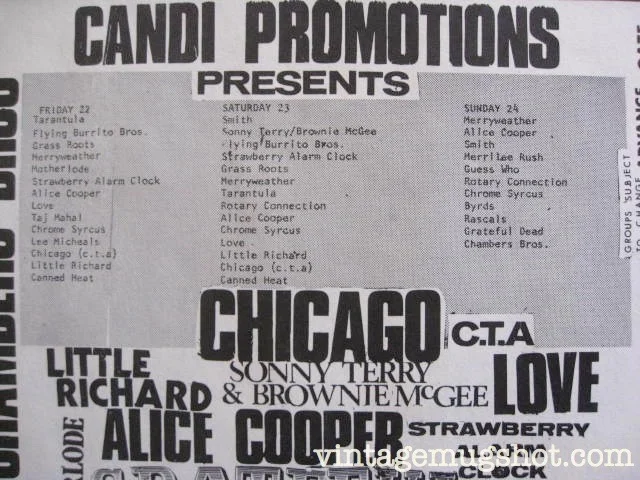 CANDI PROMOTIONS
PRESENTS
FRIDAY 22
Tarantula
Flying Burrito Bros.
Grass Roots
Merryweather
Motherlode
Strawberry Alarm Clock
Alice Cooper
Love
Taj Mahal
Chrome Syrcus
Lee Micheals
Chicago (c.t.a)
Little Richard
Canned Heat
SATURDAY 23
Smith
Sonny Terry/Brownie McGee
Flying Burrito Bros.
Strawberry Alarm Clock
Grass Roots
Merryweather
Tarantula
Rotary Connection
Alice Cooper
Chrome Syrcus
Love
Little Richard
Chicago (c.t.a)
Canned Heat
SUNDAY 24
Merryweather
Alice Cooper
Smith
Merrilee Rush
Guess Who
Rotary Connection
Chrome Syrcus
Byrds
Rascals
Grateful Dead
Chambers Bros.
CHAMBERS BROS
GROUPS SUBJECT
TO CHANGE ADVANCE
CHICAGO C.T.A
LITTLE RICHARD
SONNY TERRY
& BROWNIE McGEE
LOVE
ALICE COOPER
STRAWBERRY
ALARM
CLOCK
RLODE
GRATEFUL
vintagemugshot.com